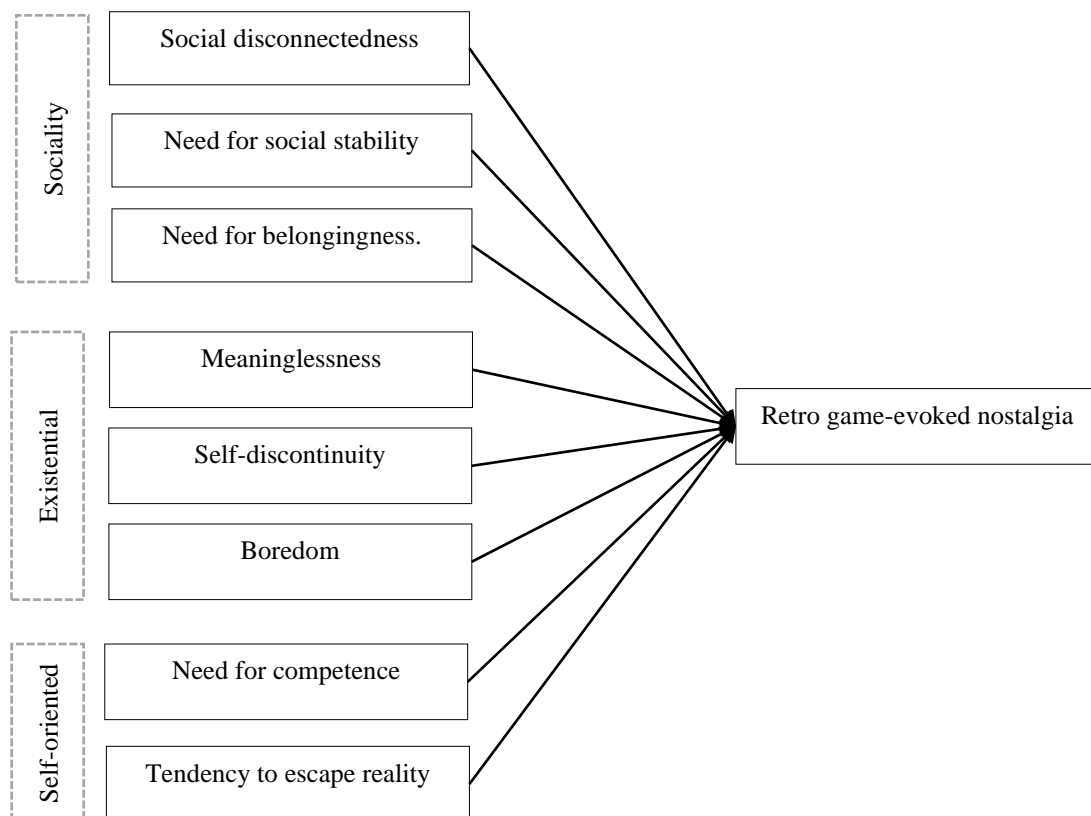 Sociality
Social disconnectedness
Need for social stability
Need for belongingness.
Existential
Meaninglessness
Self-discontinuity
Boredom
Self-oriented
Need for competence
Tendency to escape reality
Retro game-evoked nostalgia